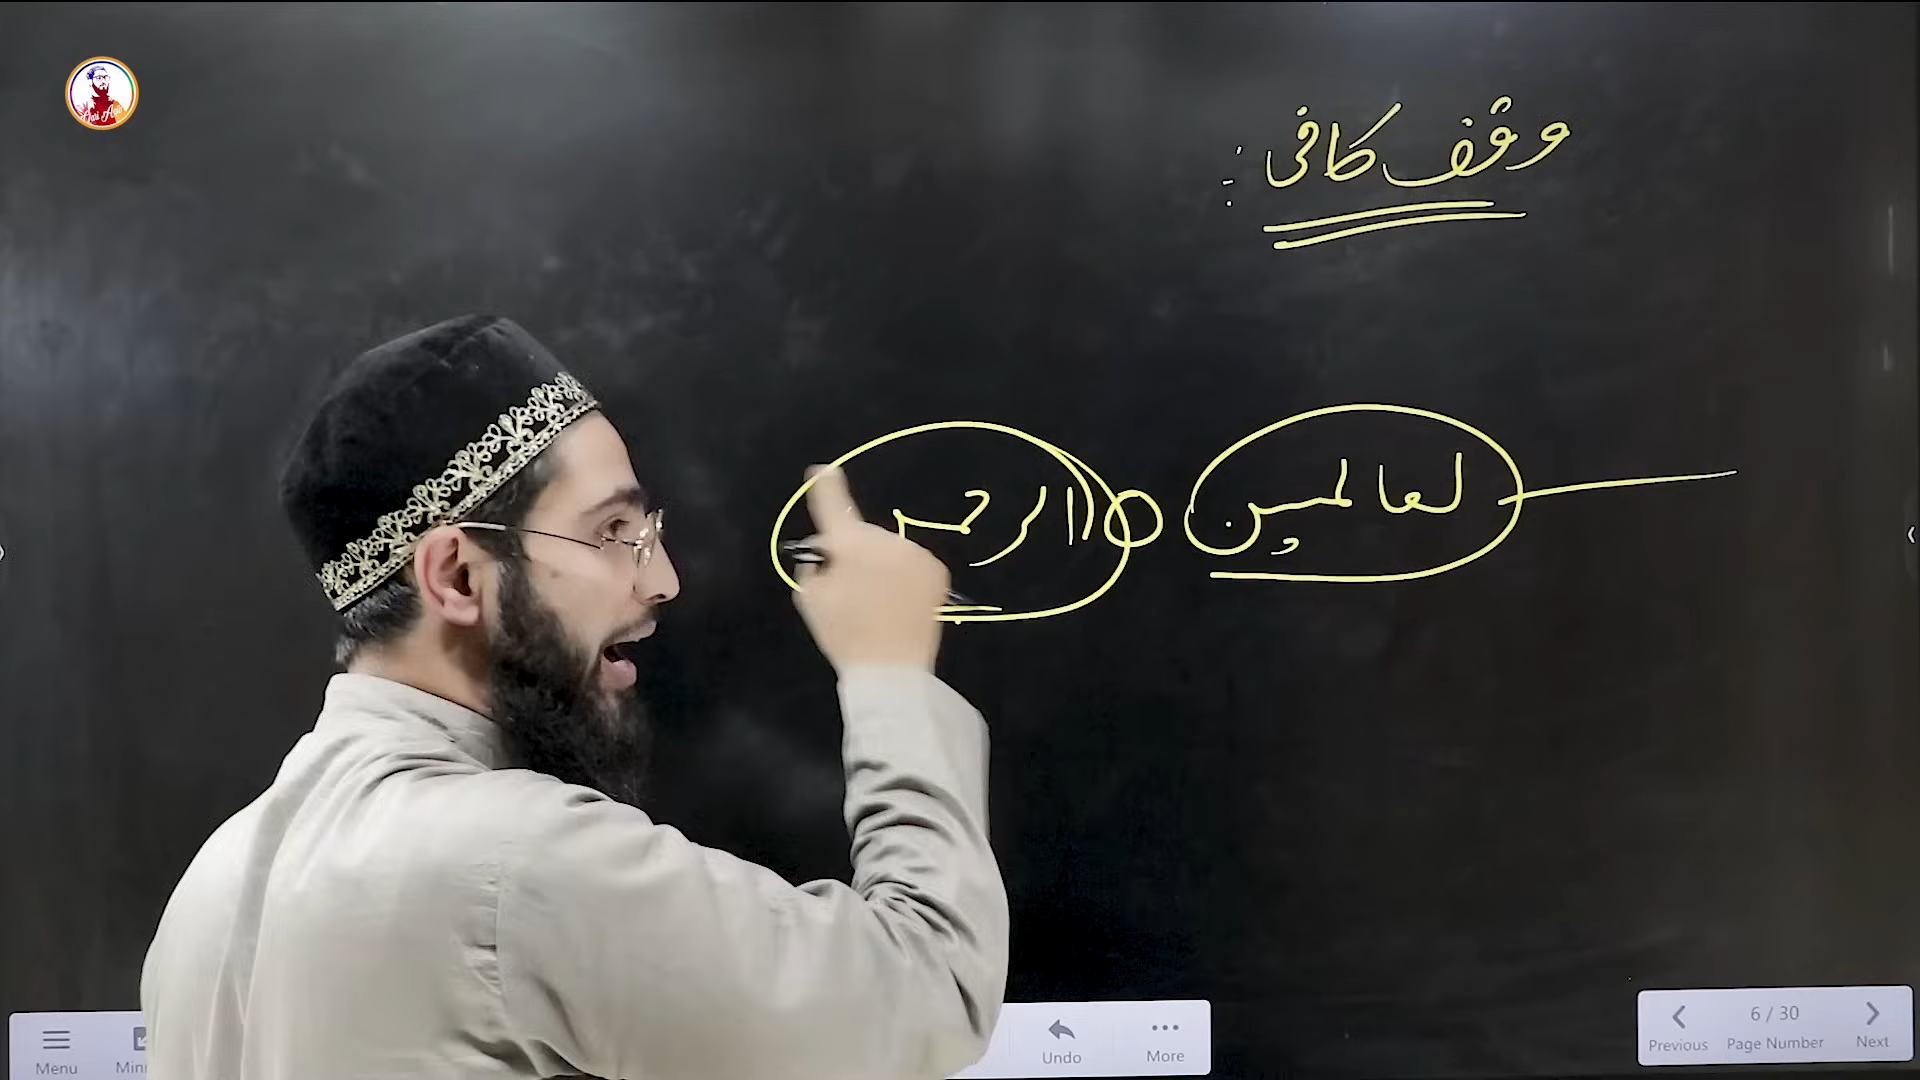 وقف کافی :
لعالمین O الرحمن
Menu
Undo
More
6 / 30
Previous Page Number Next